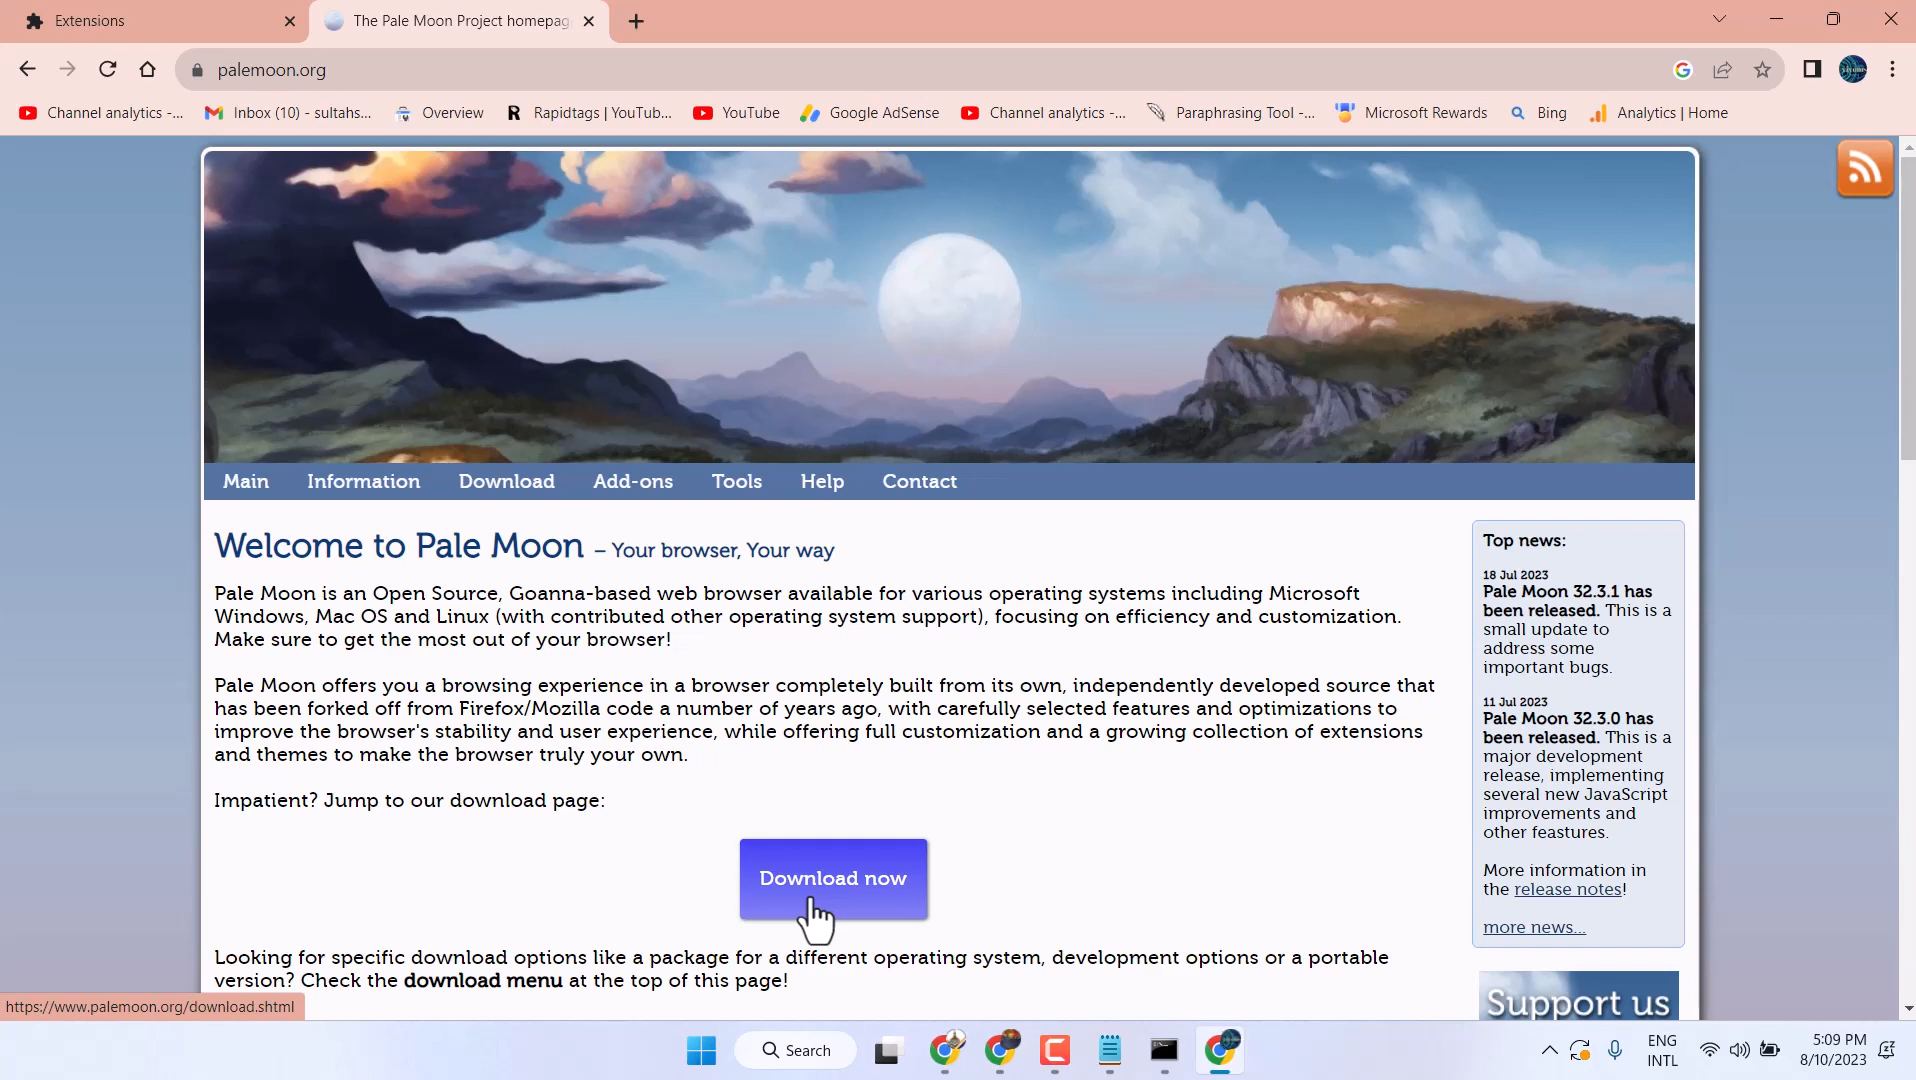 Extensions
The Pale Moon Project homepag
palemoon.org
Channel analytics -...
Inbox (10) - sultahs...
Overview
Rapidtags | YouTub...
YouTube
Google AdSense
Channel analytics -...
Paraphrasing Tool -...
Microsoft Rewards
Bing
Analytics | Home
Main
Information
Download
Add-ons
Tools
Help
Contact
Welcome to Pale Moon – Your browser, Your way
Pale Moon is an Open Source, Goanna-based web browser available for various operating systems including Microsoft
Windows, Mac OS and Linux (with contributed other operating system support), focusing on efficiency and customization.
Make sure to get the most out of your browser!
Pale Moon offers you a browsing experience in a browser completely built from its own, independently developed source that
has been forked off from Firefox/Mozilla code a number of years ago, with carefully selected features and optimizations to
improve the browser's stability and user experience, while offering full customization and a growing collection of extensions
and themes to make the browser truly your own.
Impatient? Jump to our download page:
Download now
Looking for specific download options like a package for a different operating system, development options or a portable
version? Check the download menu at the top of this page!
Top news:
18 Jul 2023
Pale Moon 32.3.1 has
been released. This is a
small update to
address some
important bugs.
11 Jul 2023
Pale Moon 32.3.0 has
been released. This is a
major development
release, implementing
several new JavaScript
improvements and
other feastures.
More information in
the release notes!
more news...
Support us
https://www.palemoon.org/download.shtml
Search
ENG
INTL
5:09 PM
8/10/2023